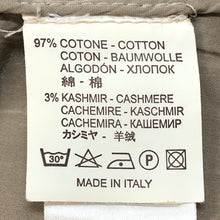 97% COTONE - COTTON
COTON - BAUMWOLLE
ALGODÓN - ХЛОПОК
綿 - 棉
3% KASHMIR - CASHMERE
CACHEMIRE - KASCHMIR
CACHEMIRA - КАШЕМИР
カシミヤ - 羊绒
30° P
MADE IN ITALY